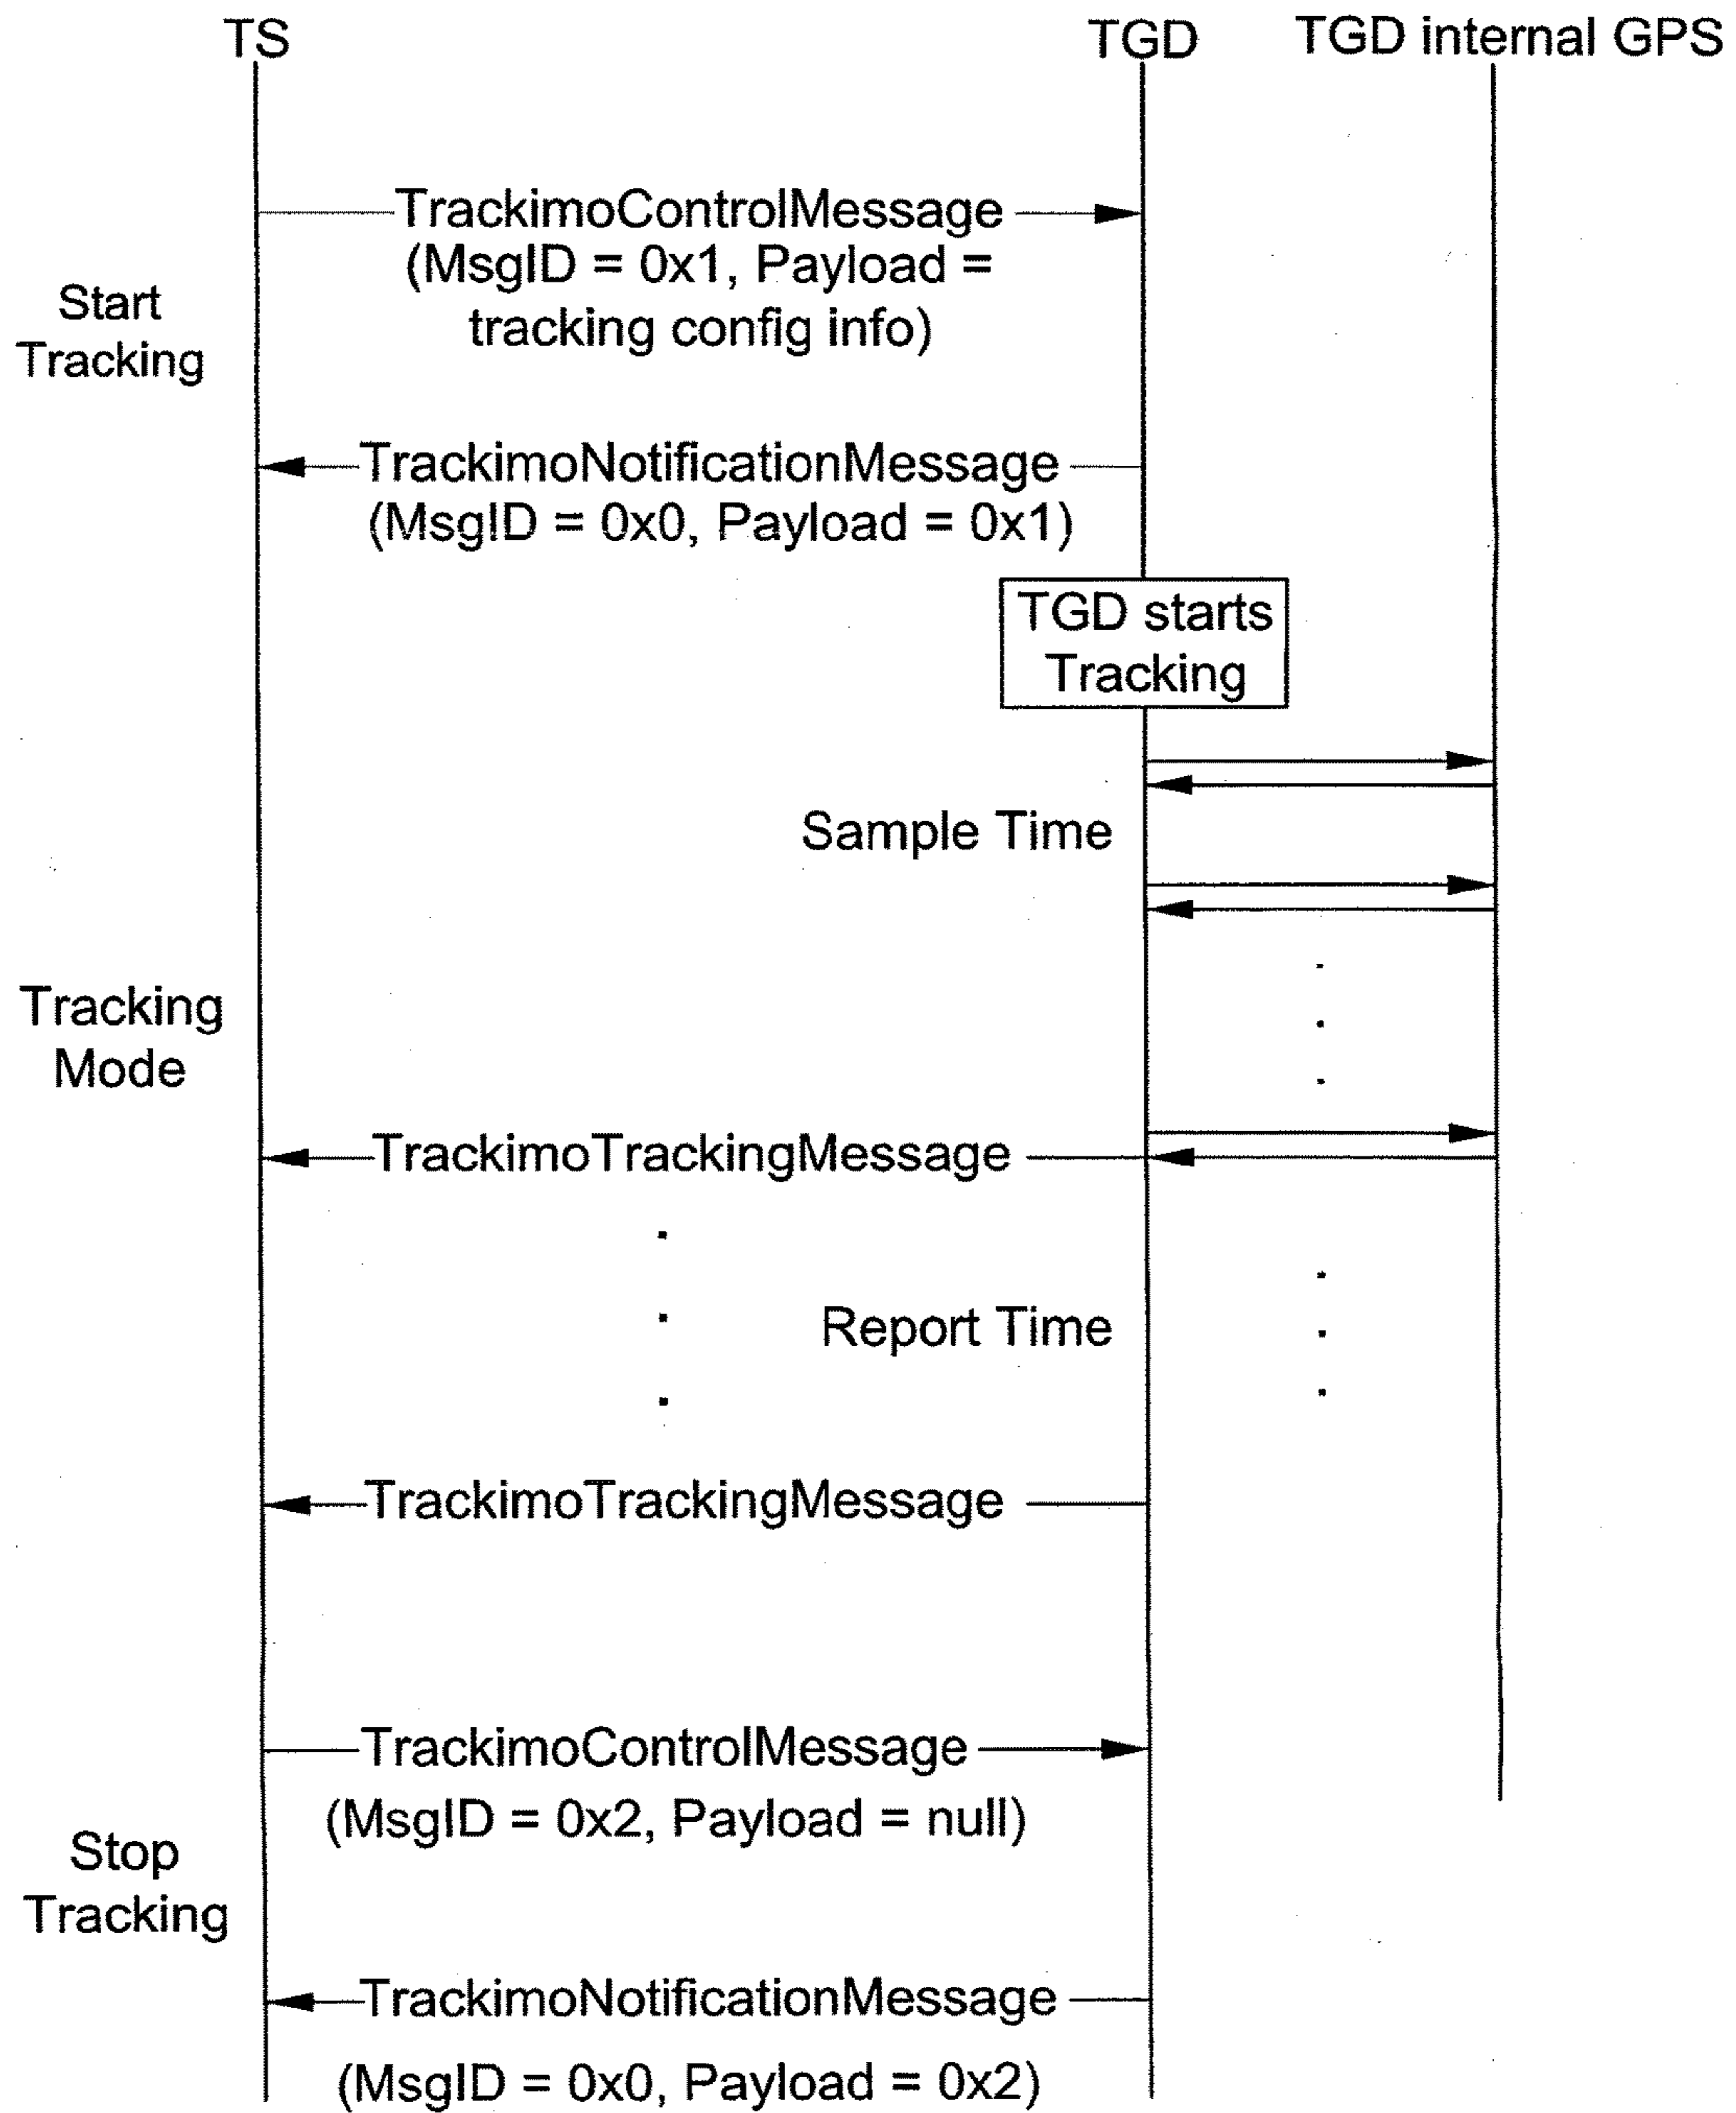 TS
TGD
TGD internal GPS
TrackimoControlMessage
(MsgID = 0x1, Payload =
tracking config info)
Start
Tracking
TrackimoNotificationMessage
(MsgID = 0x0, Payload = 0x1)
TGD starts
Tracking
Sample Time
Tracking
Mode
TrackimoTrackingMessage
Report Time
TrackimoTrackingMessage
TrackimoControlMessage
(MsgID = 0x2, Payload = null)
Stop
Tracking
TrackimoNotificationMessage
(MsgID = 0x0, Payload = 0x2)